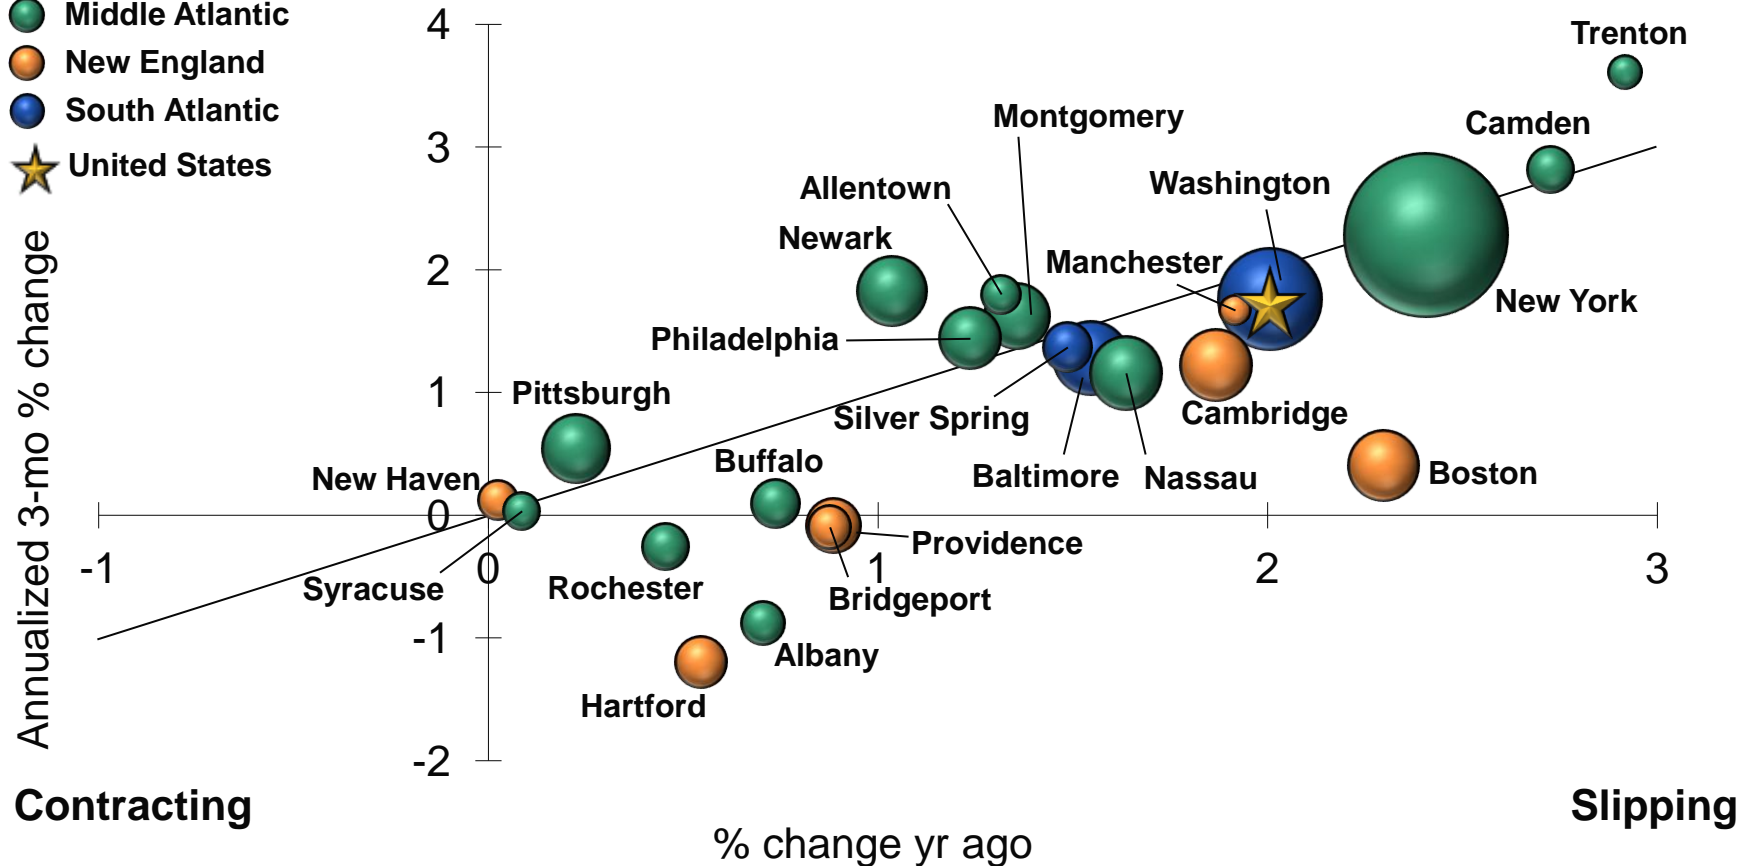 Middle Atlantic
New England
South Atlantic
United States
Annualized 3-mo % change
4
3
2
1
0
-1
-2
-1
0
1
2
3
Trenton
Camden
Montgomery
Washington
Allentown
Newark
Manchester
New York
Philadelphia
Pittsburgh
Silver Spring
Cambridge
Buffalo
New Haven
Baltimore
Nassau
Boston
Providence
Syracuse
Rochester
Bridgeport
Albany
Hartford
Contracting
Slipping
% change yr ago